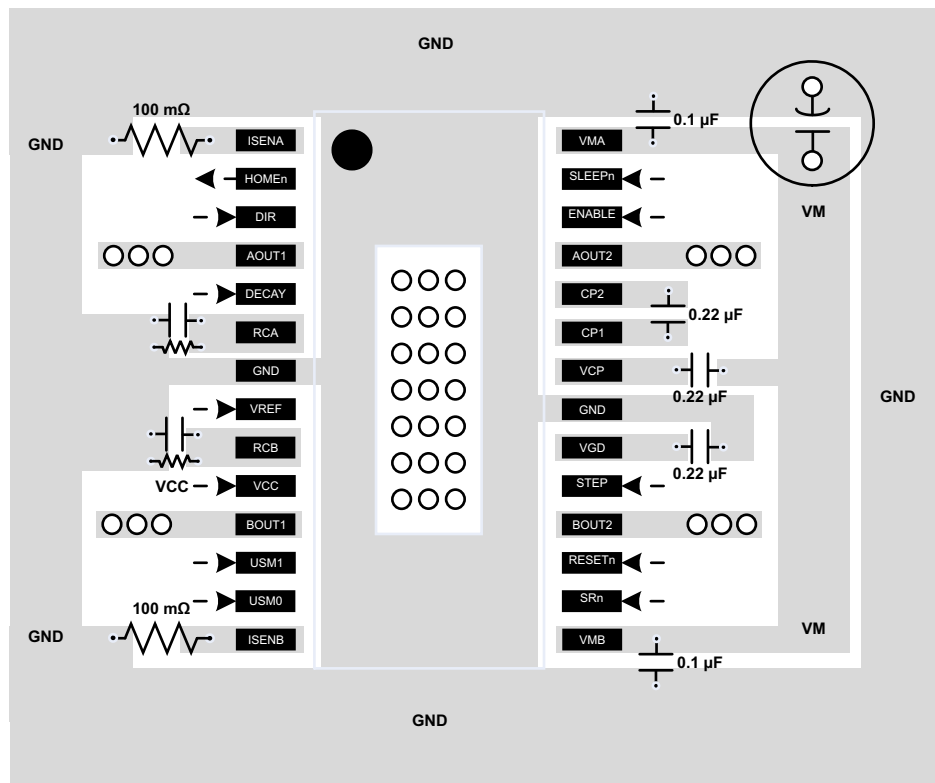 GND
100 mΩ
0.1 µF
GND
ISENA
VMA
HOMEn
SLEEPn
DIR
ENABLE
VM
AOUT1
AOUT2
DECAY
CP2
0.22 µF
RCA
CP1
GND
VCP
0.22 µF
GND
VREF
GND
RCB
VGD
0.22 µF
VCC
VCC
STEP
BOUT1
BOUT2
USM1
RESETn
USM0
SRn
100 mΩ
GND
ISENB
VMB
VM
0.1 µF
GND